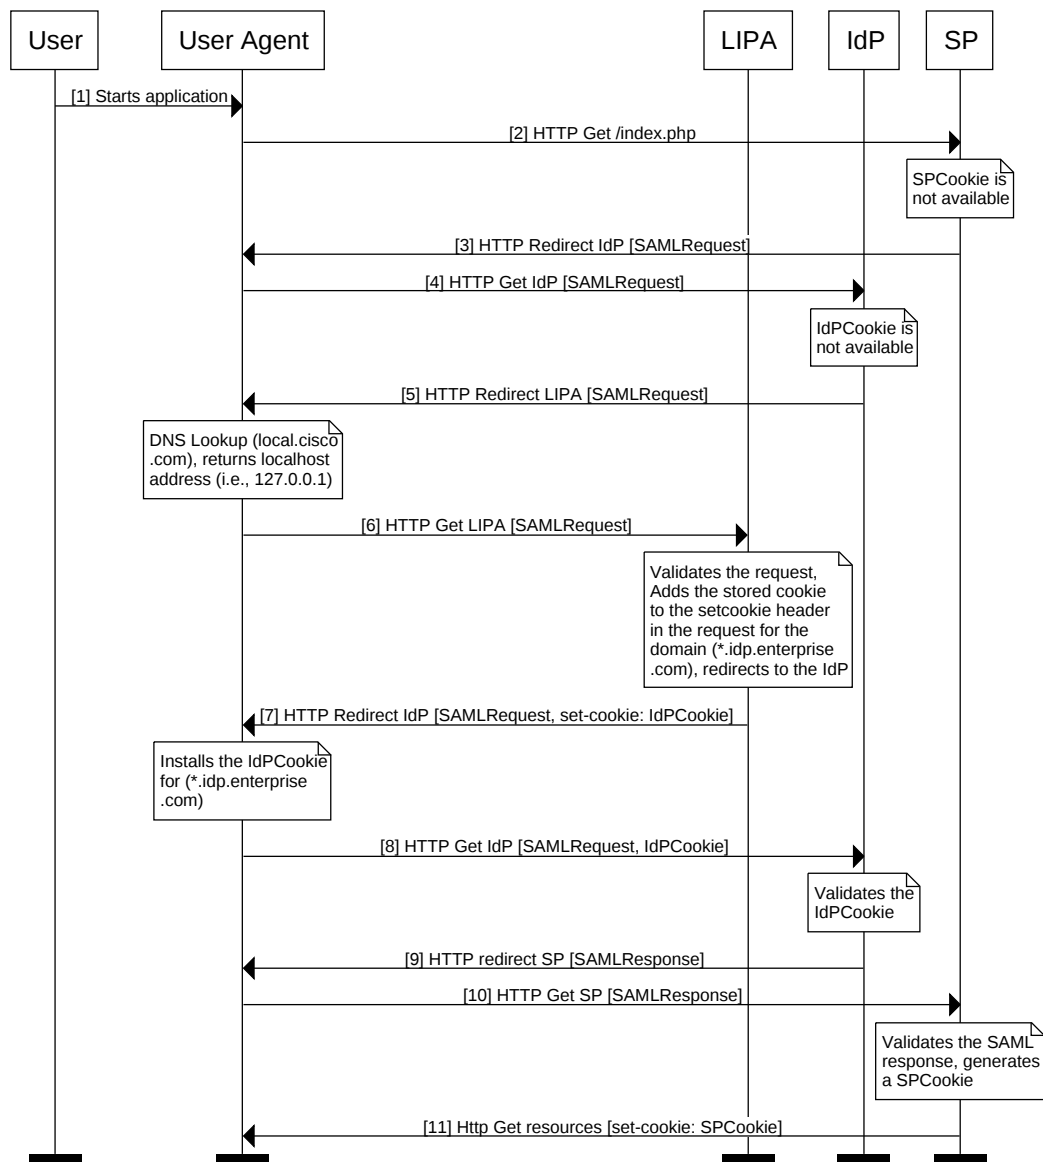 User
User Agent
LIPA
IdP
SP
[1] Starts application
[2] HTTP Get /index.php
SPCookie is
not available
[3] HTTP Redirect IdP [SAMLRequest]
[4] HTTP Get IdP [SAMLRequest]
IdPCookie is
not available
[5] HTTP Redirect LIPA [SAMLRequest]
DNS Lookup (local.cisco
.com), returns localhost
address (i.e., 127.0.0.1)
[6] HTTP Get LIPA [SAMLRequest]
Validates the request,
Adds the stored cookie
to the setcookie header
in the request for the
domain (*.idp.enterprise
.com), redirects to the IdP
[7] HTTP Redirect IdP [SAMLRequest, set-cookie: IdPCookie]
Installs the IdPCookie
for (*.idp.enterprise
.com)
[8] HTTP Get IdP [SAMLRequest, IdPCookie]
Validates the
IdPCookie
[9] HTTP redirect SP [SAMLResponse]
[10] HTTP Get SP [SAMLResponse]
Validates the SAML
response, generates
a SPCookie
[11] Http Get resources [set-cookie: SPCookie]